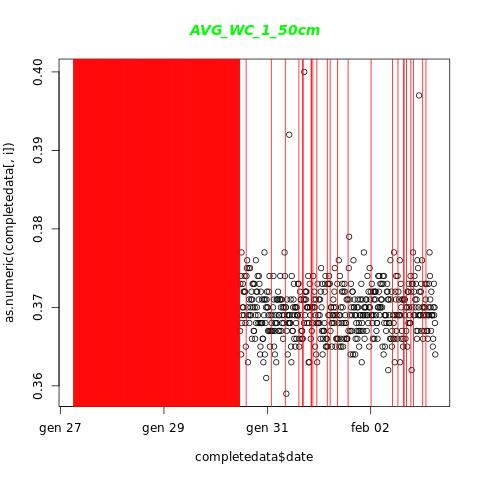 AVG_WC_1_50cm
as.numeric(completedata[, i])
0.40
0.39
0.38
0.37
0.36
gen 27
gen 29
gen 31
feb 02
completedata$date